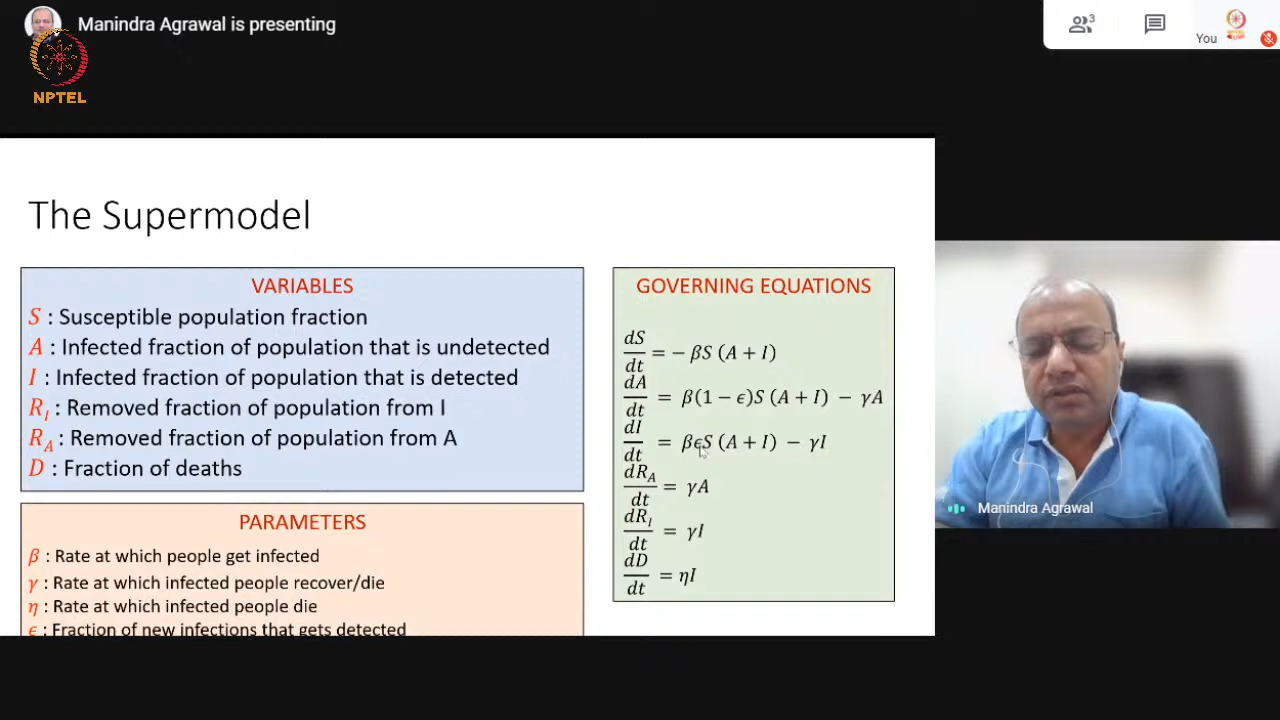 Manindra Agrawal is presenting
3
You
NPTEL
The Supermodel
VARIABLES
S : Susceptible population fraction
A : Infected fraction of population that is undetected
I : Infected fraction of population that is detected
R_I : Removed fraction of population from I
R_A : Removed fraction of population from A
D : Fraction of deaths
PARAMETERS
β : Rate at which people get infected
γ : Rate at which infected people recover/die
η : Rate at which infected people die
ϵ : Fraction of new infections that gets detected
GOVERNING EQUATIONS
dS/dt = − βS (A + I)
dA/dt = β(1 − ϵ)S (A + I) − γA
dI/dt = βϵS (A + I) − γI
dR_A/dt = γA
dR_I/dt = γI
dD/dt = ηI
Manindra Agrawal